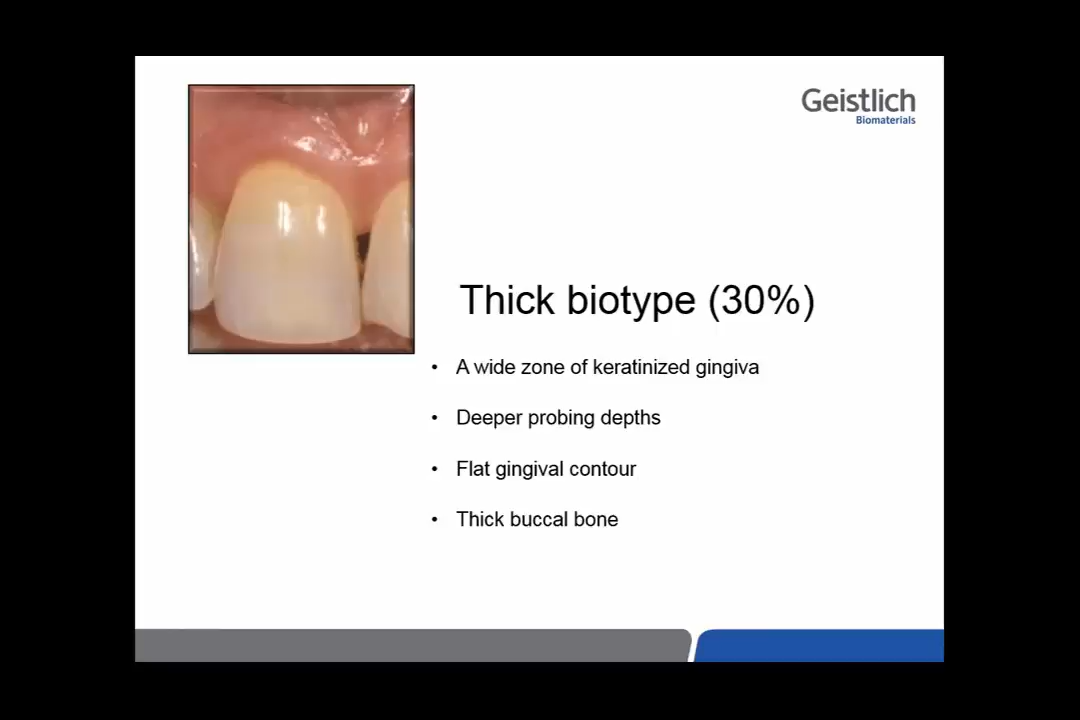 Geistlich
Biomaterials
Thick biotype (30%)
• A wide zone of keratinized gingiva
• Deeper probing depths
• Flat gingival contour
• Thick buccal bone